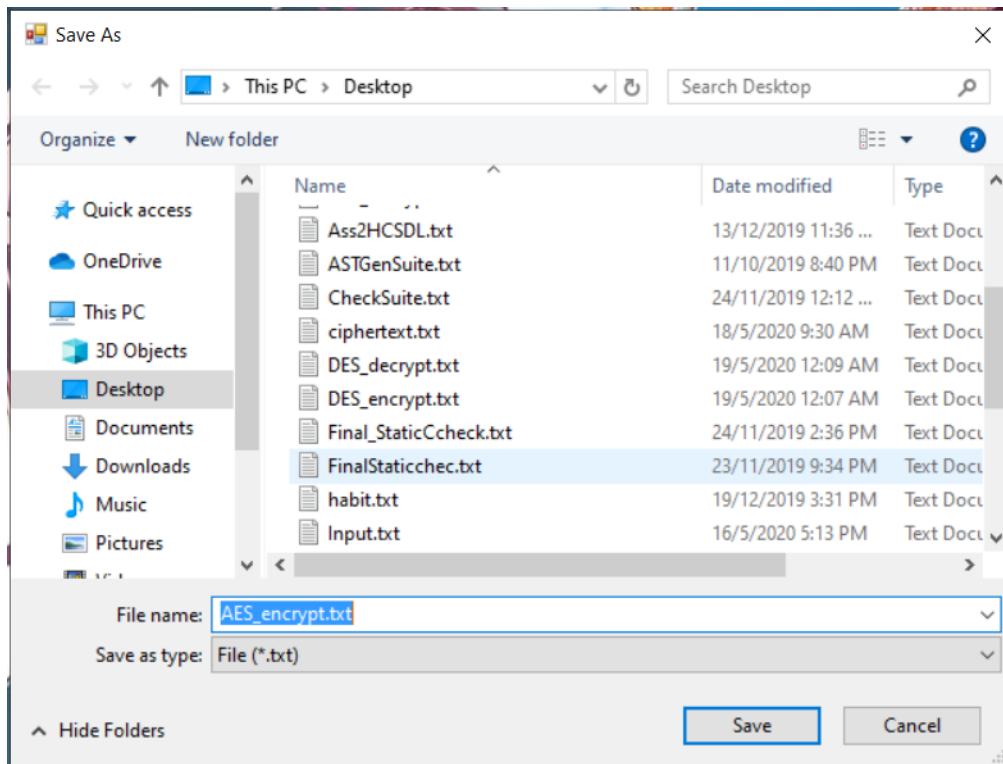 Save As
This PC > Desktop
Search Desktop
Organize
New folder
?
Name
Date modified
Type
Quick access
OneDrive
This PC
3D Objects
Desktop
Documents
Downloads
Music
Pictures
Ass2HCSDL.txt 13/12/2019 11:36 ... Text Docu
ASTGenSuite.txt 11/10/2019 8:40 PM Text Docu
CheckSuite.txt 24/11/2019 12:12 ... Text Docu
ciphertext.txt 18/5/2020 9:30 AM Text Docu
DES_decrypt.txt 19/5/2020 12:09 AM Text Docu
DES_encrypt.txt 19/5/2020 12:07 AM Text Docu
Final_StaticCcheck.txt 24/11/2019 2:36 PM Text Docu
FinalStaticchec.txt 23/11/2019 9:34 PM Text Docu
habit.txt 19/12/2019 3:31 PM Text Docu
Input.txt 16/5/2020 5:13 PM Text Docu
File name: AES_encrypt.txt
Save as type: File (*.txt)
Hide Folders
Save
Cancel